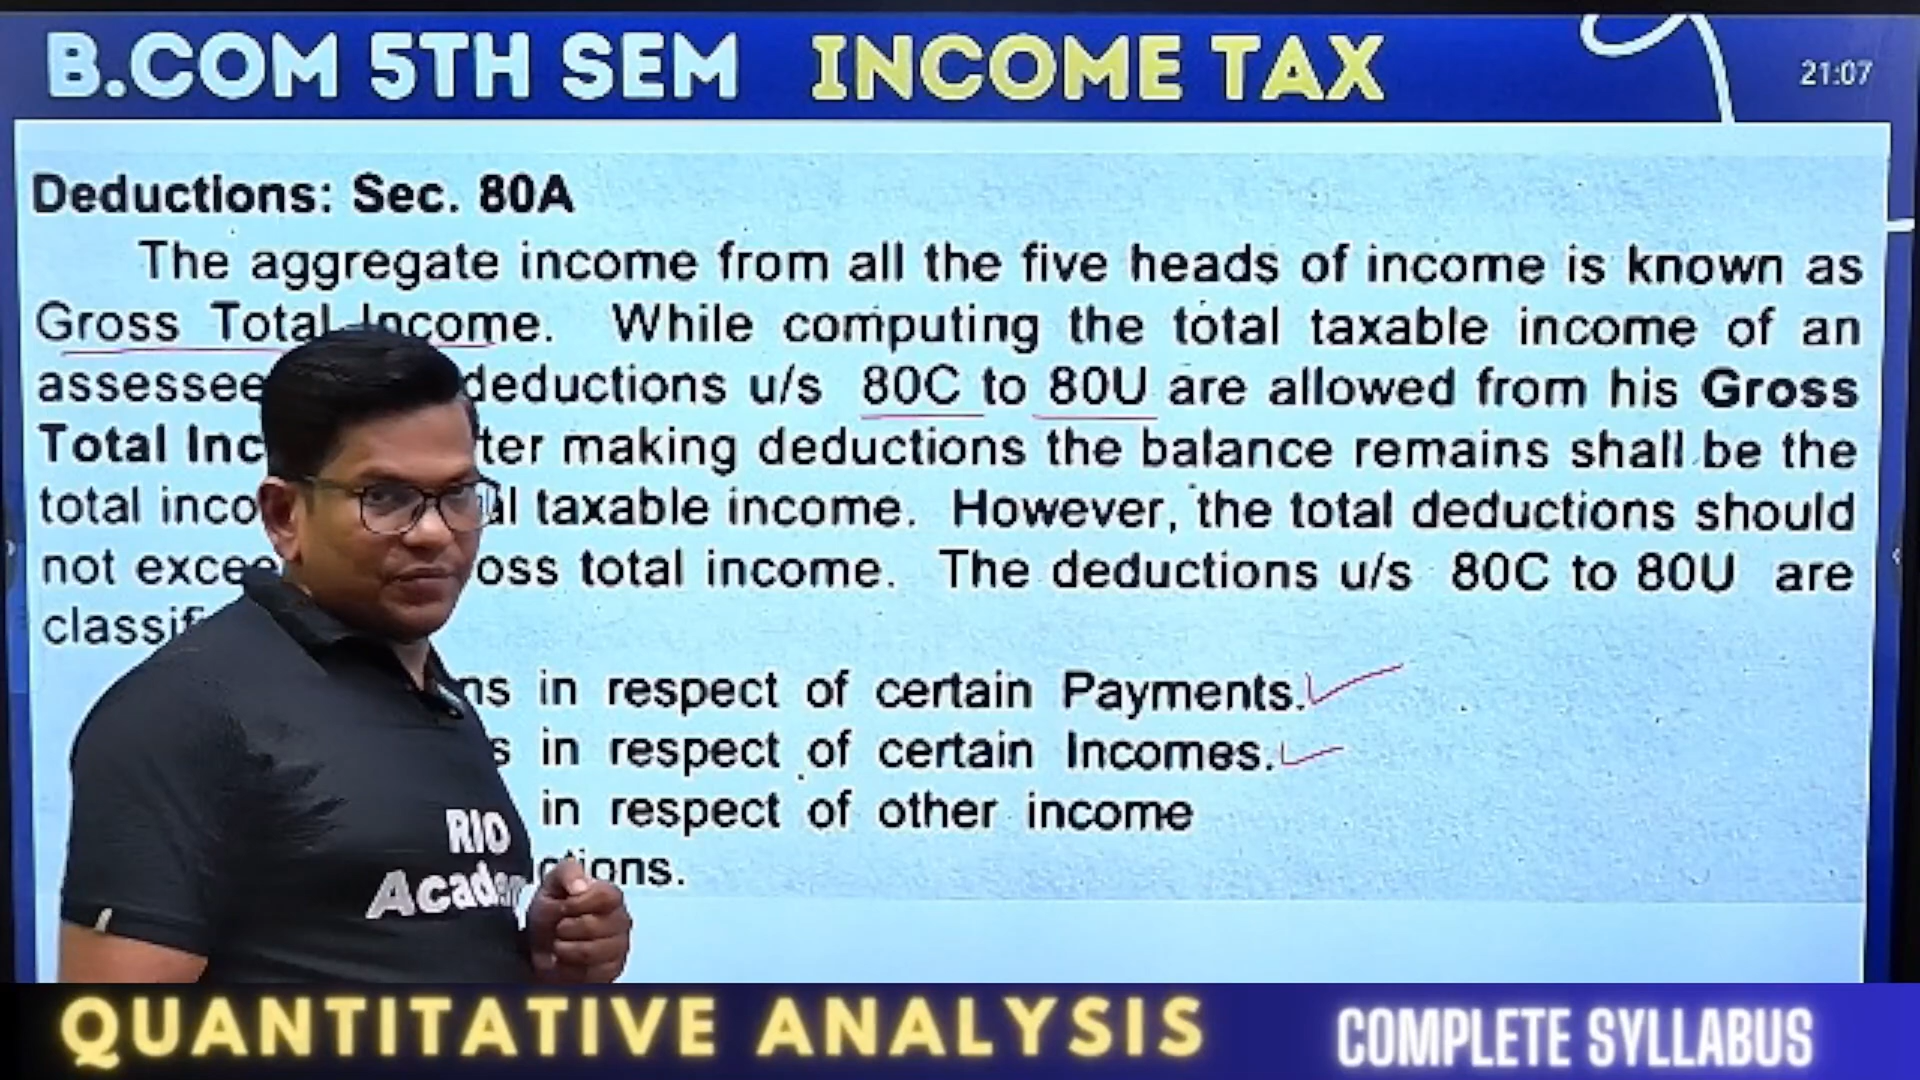 B.COM 5TH SEM INCOME TAX
21:07
Deductions: Sec. 80A
The aggregate income from all the five heads of income is known as
Gross Total Income. While computing the total taxable income of an
assessee deductions u/s 80C to 80U are allowed from his Gross
Total Inc ter making deductions the balance remains shall be the
total inco al taxable income. However, the total deductions should
not excee oss total income. The deductions u/s 80C to 80U are
classif
ns in respect of certain Payments.
s in respect of certain Incomes.
in respect of other income
ctions.
RIO
Academ
QUANTITATIVE ANALYSIS
COMPLETE SYLLABUS